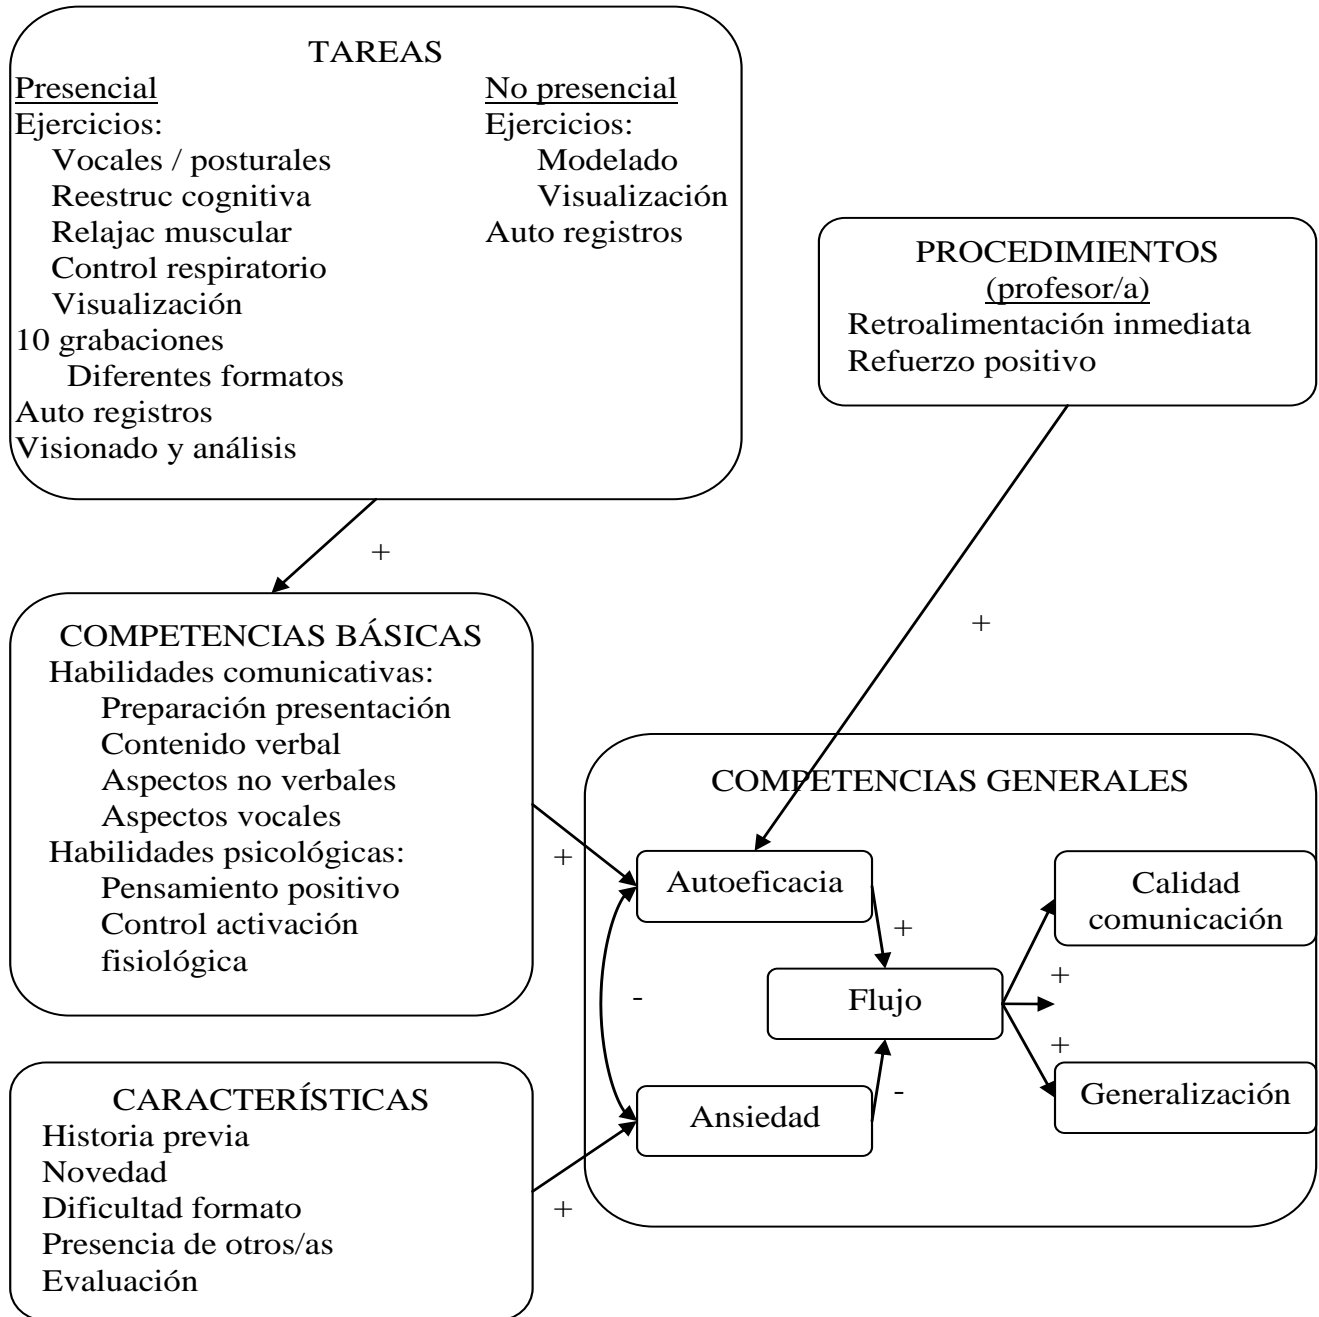 TAREAS
Presencial
Ejercicios:
Vocales / posturales
Reestruc cognitiva
Relajac muscular
Control respiratorio
Visualización
10 grabaciones
Diferentes formatos
Auto registros
Visionado y análisis
No presencial
Ejercicios:
Modelado
Visualización
Auto registros
PROCEDIMIENTOS
(profesor/a)
Retroalimentación inmediata
Refuerzo positivo
+
+
COMPETENCIAS BÁSICAS
Habilidades comunicativas:
Preparación presentación
Contenido verbal
Aspectos no verbales
Aspectos vocales
Habilidades psicológicas:
Pensamiento positivo
Control activación
fisiológica
+
COMPETENCIAS GENERALES
Autoeficacia
+
-
Flujo
-
Ansiedad
Calidad
comunicación
+
+
Generalización
CARACTERÍSTICAS
Historia previa
Novedad
Dificultad formato
Presencia de otros/as
Evaluación
+